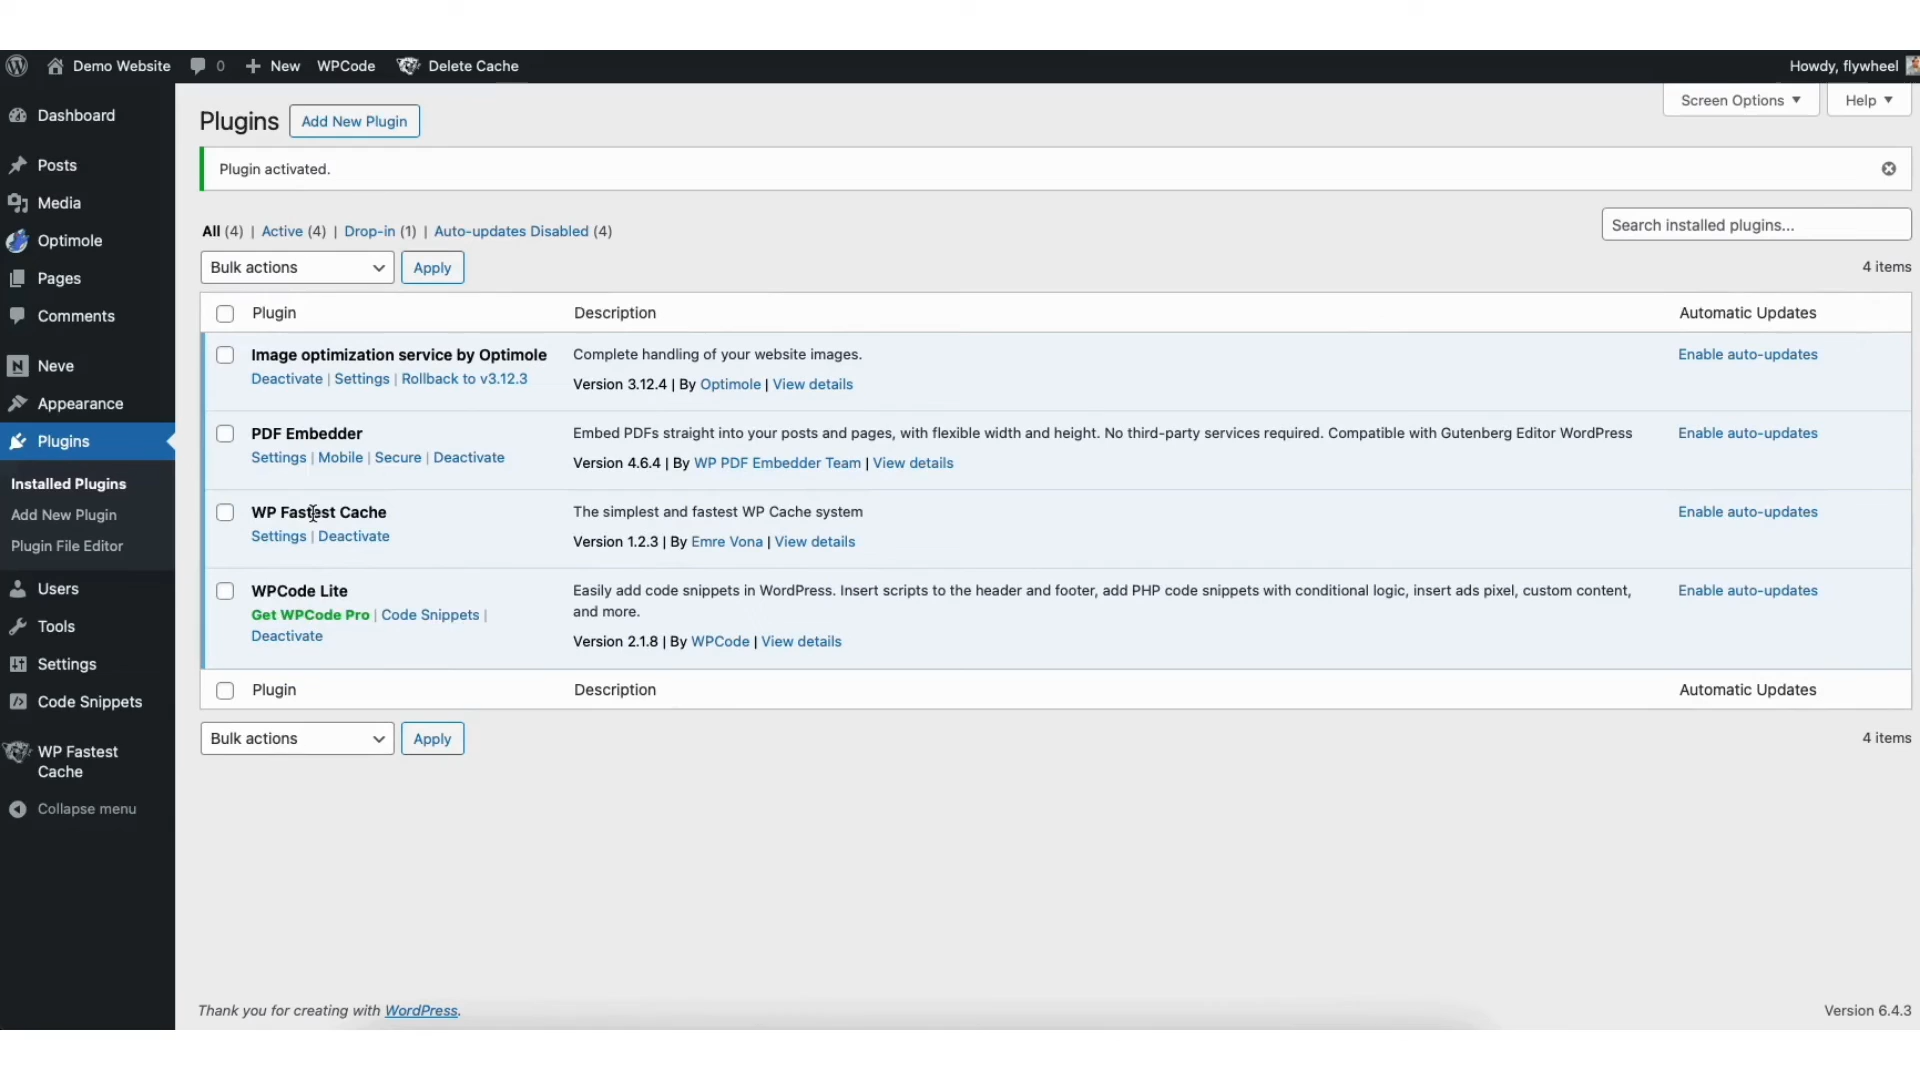 Demo Website 0 New WPCode Delete Cache Howdy, flywheel
Screen Options Help
Dashboard
Posts
Media
Optimole
Pages
Comments
Neve
Appearance
Plugins
Installed Plugins
Add New Plugin
Plugin File Editor
Users
Tools
Settings
Code Snippets
WP Fastest
Cache
Collapse menu
Plugins Add New Plugin
Plugin activated.
All (4) | Active (4) | Drop-in (1) | Auto-updates Disabled (4)
Search installed plugins...
Bulk actions Apply 4 items
Plugin Description Automatic Updates
Image optimization service by Optimole Complete handling of your website images. Enable auto-updates
Deactivate | Settings | Rollback to v3.12.3 Version 3.12.4 | By Optimole | View details
PDF Embedder Embed PDFs straight into your posts and pages, with flexible width and height. No third-party services required. Compatible with Gutenberg Editor WordPress Enable auto-updates
Settings | Mobile | Secure | Deactivate Version 4.6.4 | By WP PDF Embedder Team | View details
WP Fastest Cache The simplest and fastest WP Cache system Enable auto-updates
Settings | Deactivate Version 1.2.3 | By Emre Vona | View details
WPCode Lite Easily add code snippets in WordPress. Insert scripts to the header and footer, add PHP code snippets with conditional logic, insert ads pixel, custom content, Enable auto-updates
Get WPCode Pro | Code Snippets | and more.
Deactivate Version 2.1.8 | By WPCode | View details
Plugin Description Automatic Updates
Bulk actions Apply 4 items
Thank you for creating with WordPress. Version 6.4.3